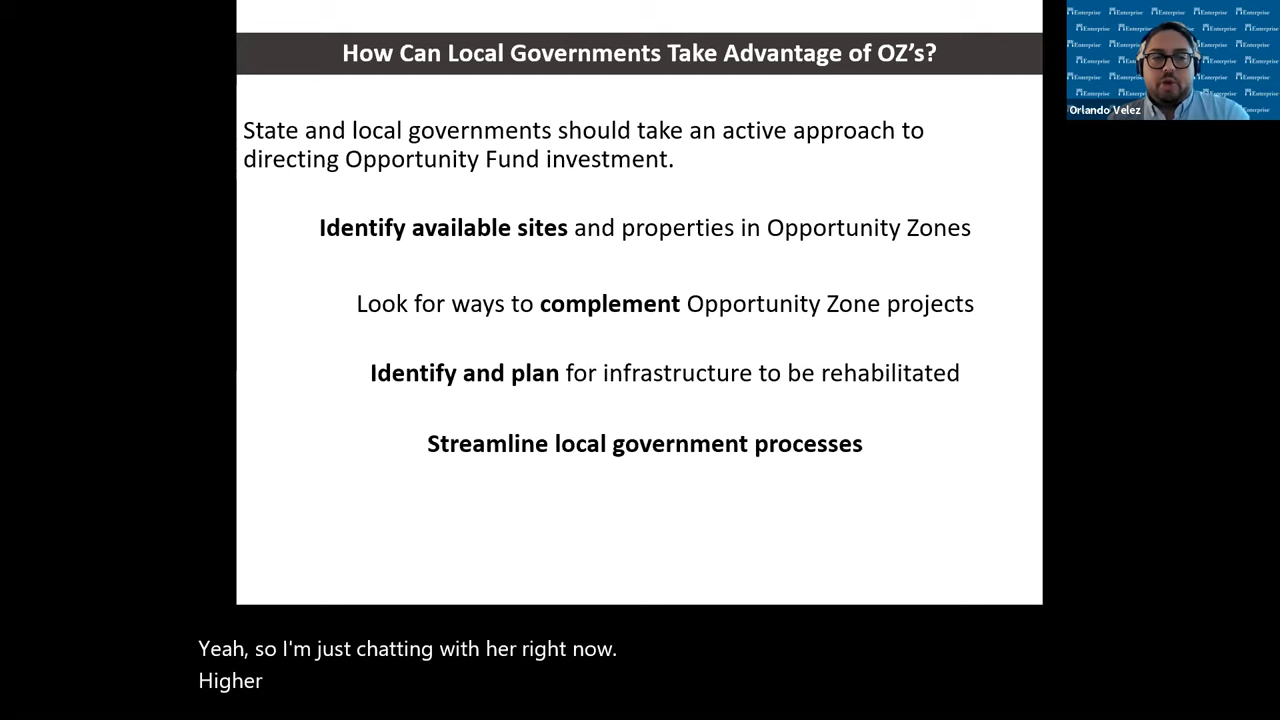 How Can Local Governments Take Advantage of OZ's?
State and local governments should take an active approach to
directing Opportunity Fund investment.
Identify available sites and properties in Opportunity Zones
Look for ways to complement Opportunity Zone projects
Identify and plan for infrastructure to be rehabilitated
Streamline local government processes
Enterprise
Orlando Velez
Yeah, so I'm just chatting with her right now.
Higher